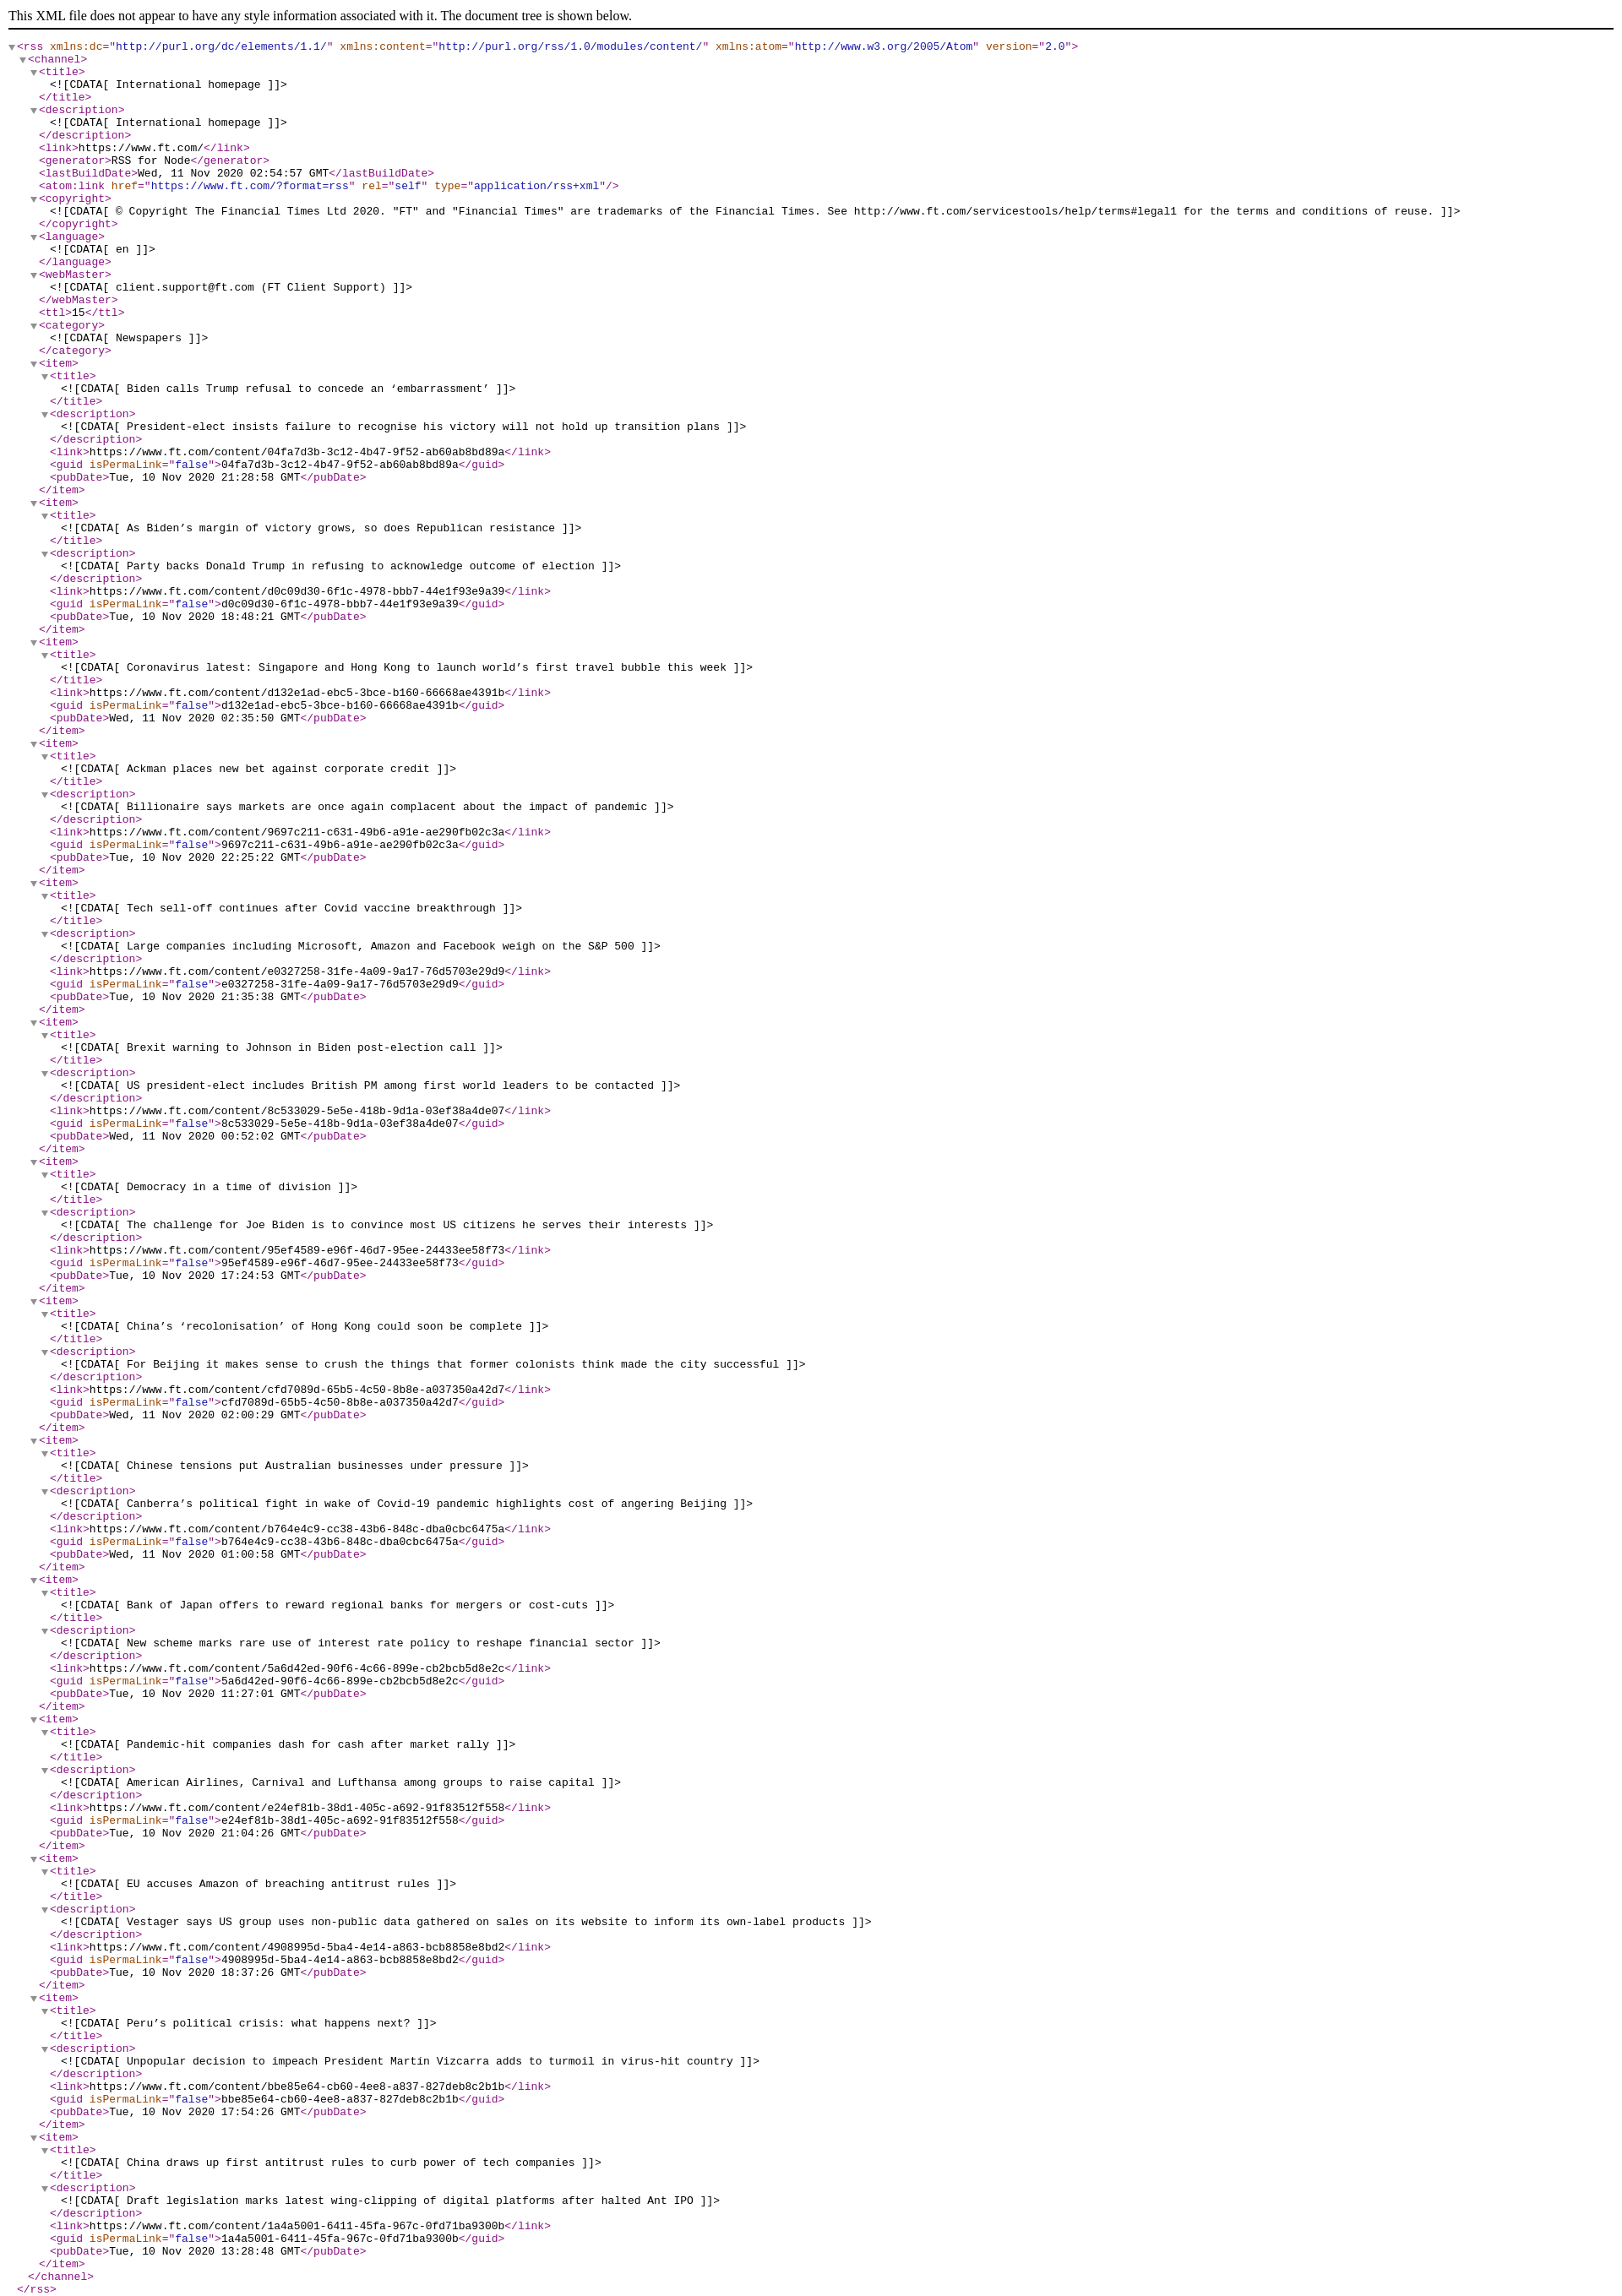 This XML file does not appear to have any style information associated with it. The document tree is shown below.
<rss xmlns:dc="http://purl.org/dc/elements/1.1/" xmlns:content="http://purl.org/rss/1.0/modules/content/" xmlns:atom="http://www.w3.org/2005/Atom" version="2.0">
<channel>
<title>
<![CDATA[ International homepage ]]>
</title>
<description>
<![CDATA[ International homepage ]]>
</description>
<link>https://www.ft.com/</link>
<generator>RSS for Node</generator>
<lastBuildDate>Wed, 11 Nov 2020 02:54:57 GMT</lastBuildDate>
<atom:link href="https://www.ft.com/?format=rss" rel="self" type="application/rss+xml"/>
<copyright>
<![CDATA[ © Copyright The Financial Times Ltd 2020. "FT" and "Financial Times" are trademarks of the Financial Times. See http://www.ft.com/servicestools/help/terms#legal1 for the terms and conditions of reuse. ]]>
</copyright>
<language>
<![CDATA[ en ]]>
</language>
<webMaster>
<![CDATA[ client.support@ft.com (FT Client Support) ]]>
</webMaster>
<ttl>15</ttl>
<category>
<![CDATA[ Newspapers ]]>
</category>
<item>
<title>
<![CDATA[ Biden calls Trump refusal to concede an ‘embarrassment’ ]]>
</title>
<description>
<![CDATA[ President-elect insists failure to recognise his victory will not hold up transition plans ]]>
</description>
<link>https://www.ft.com/content/04fa7d3b-3c12-4b47-9f52-ab60ab8bd89a</link>
<guid isPermaLink="false">04fa7d3b-3c12-4b47-9f52-ab60ab8bd89a</guid>
<pubDate>Tue, 10 Nov 2020 21:28:58 GMT</pubDate>
</item>
<item>
<title>
<![CDATA[ As Biden’s margin of victory grows, so does Republican resistance ]]>
</title>
<description>
<![CDATA[ Party backs Donald Trump in refusing to acknowledge outcome of election ]]>
</description>
<link>https://www.ft.com/content/d0c09d30-6f1c-4978-bbb7-44e1f93e9a39</link>
<guid isPermaLink="false">d0c09d30-6f1c-4978-bbb7-44e1f93e9a39</guid>
<pubDate>Tue, 10 Nov 2020 18:48:21 GMT</pubDate>
</item>
<item>
<title>
<![CDATA[ Coronavirus latest: Singapore and Hong Kong to launch world’s first travel bubble this week ]]>
</title>
<link>https://www.ft.com/content/d132e1ad-ebc5-3bce-b160-66668ae4391b</link>
<guid isPermaLink="false">d132e1ad-ebc5-3bce-b160-66668ae4391b</guid>
<pubDate>Wed, 11 Nov 2020 02:35:50 GMT</pubDate>
</item>
<item>
<title>
<![CDATA[ Ackman places new bet against corporate credit ]]>
</title>
<description>
<![CDATA[ Billionaire says markets are once again complacent about the impact of pandemic ]]>
</description>
<link>https://www.ft.com/content/9697c211-c631-49b6-a91e-ae290fb02c3a</link>
<guid isPermaLink="false">9697c211-c631-49b6-a91e-ae290fb02c3a</guid>
<pubDate>Tue, 10 Nov 2020 22:25:22 GMT</pubDate>
</item>
<item>
<title>
<![CDATA[ Tech sell-off continues after Covid vaccine breakthrough ]]>
</title>
<description>
<![CDATA[ Large companies including Microsoft, Amazon and Facebook weigh on the S&P 500 ]]>
</description>
<link>https://www.ft.com/content/e0327258-31fe-4a09-9a17-76d5703e29d9</link>
<guid isPermaLink="false">e0327258-31fe-4a09-9a17-76d5703e29d9</guid>
<pubDate>Tue, 10 Nov 2020 21:35:38 GMT</pubDate>
</item>
<item>
<title>
<![CDATA[ Brexit warning to Johnson in Biden post-election call ]]>
</title>
<description>
<![CDATA[ US president-elect includes British PM among first world leaders to be contacted ]]>
</description>
<link>https://www.ft.com/content/8c533029-5e5e-418b-9d1a-03ef38a4de07</link>
<guid isPermaLink="false">8c533029-5e5e-418b-9d1a-03ef38a4de07</guid>
<pubDate>Wed, 11 Nov 2020 00:52:02 GMT</pubDate>
</item>
<item>
<title>
<![CDATA[ Democracy in a time of division ]]>
</title>
<description>
<![CDATA[ The challenge for Joe Biden is to convince most US citizens he serves their interests ]]>
</description>
<link>https://www.ft.com/content/95ef4589-e96f-46d7-95ee-24433ee58f73</link>
<guid isPermaLink="false">95ef4589-e96f-46d7-95ee-24433ee58f73</guid>
<pubDate>Tue, 10 Nov 2020 17:24:53 GMT</pubDate>
</item>
<item>
<title>
<![CDATA[ China’s ‘recolonisation’ of Hong Kong could soon be complete ]]>
</title>
<description>
<![CDATA[ For Beijing it makes sense to crush the things that former colonists think made the city successful ]]>
</description>
<link>https://www.ft.com/content/cfd7089d-65b5-4c50-8b8e-a037350a42d7</link>
<guid isPermaLink="false">cfd7089d-65b5-4c50-8b8e-a037350a42d7</guid>
<pubDate>Wed, 11 Nov 2020 02:00:29 GMT</pubDate>
</item>
<item>
<title>
<![CDATA[ Chinese tensions put Australian businesses under pressure ]]>
</title>
<description>
<![CDATA[ Canberra’s political fight in wake of Covid-19 pandemic highlights cost of angering Beijing ]]>
</description>
<link>https://www.ft.com/content/b764e4c9-cc38-43b6-848c-dba0cbc6475a</link>
<guid isPermaLink="false">b764e4c9-cc38-43b6-848c-dba0cbc6475a</guid>
<pubDate>Wed, 11 Nov 2020 01:00:58 GMT</pubDate>
</item>
<item>
<title>
<![CDATA[ Bank of Japan offers to reward regional banks for mergers or cost-cuts ]]>
</title>
<description>
<![CDATA[ New scheme marks rare use of interest rate policy to reshape financial sector ]]>
</description>
<link>https://www.ft.com/content/5a6d42ed-90f6-4c66-899e-cb2bcb5d8e2c</link>
<guid isPermaLink="false">5a6d42ed-90f6-4c66-899e-cb2bcb5d8e2c</guid>
<pubDate>Tue, 10 Nov 2020 11:27:01 GMT</pubDate>
</item>
<item>
<title>
<![CDATA[ Pandemic-hit companies dash for cash after market rally ]]>
</title>
<description>
<![CDATA[ American Airlines, Carnival and Lufthansa among groups to raise capital ]]>
</description>
<link>https://www.ft.com/content/e24ef81b-38d1-405c-a692-91f83512f558</link>
<guid isPermaLink="false">e24ef81b-38d1-405c-a692-91f83512f558</guid>
<pubDate>Tue, 10 Nov 2020 21:04:26 GMT</pubDate>
</item>
<item>
<title>
<![CDATA[ EU accuses Amazon of breaching antitrust rules ]]>
</title>
<description>
<![CDATA[ Vestager says US group uses non-public data gathered on sales on its website to inform its own-label products ]]>
</description>
<link>https://www.ft.com/content/4908995d-5ba4-4e14-a863-bcb8858e8bd2</link>
<guid isPermaLink="false">4908995d-5ba4-4e14-a863-bcb8858e8bd2</guid>
<pubDate>Tue, 10 Nov 2020 18:37:26 GMT</pubDate>
</item>
<item>
<title>
<![CDATA[ Peru’s political crisis: what happens next? ]]>
</title>
<description>
<![CDATA[ Unpopular decision to impeach President Martín Vizcarra adds to turmoil in virus-hit country ]]>
</description>
<link>https://www.ft.com/content/bbe85e64-cb60-4ee8-a837-827deb8c2b1b</link>
<guid isPermaLink="false">bbe85e64-cb60-4ee8-a837-827deb8c2b1b</guid>
<pubDate>Tue, 10 Nov 2020 17:54:26 GMT</pubDate>
</item>
<item>
<title>
<![CDATA[ China draws up first antitrust rules to curb power of tech companies ]]>
</title>
<description>
<![CDATA[ Draft legislation marks latest wing-clipping of digital platforms after halted Ant IPO ]]>
</description>
<link>https://www.ft.com/content/1a4a5001-6411-45fa-967c-0fd71ba9300b</link>
<guid isPermaLink="false">1a4a5001-6411-45fa-967c-0fd71ba9300b</guid>
<pubDate>Tue, 10 Nov 2020 13:28:48 GMT</pubDate>
</item>
</channel>
</rss>